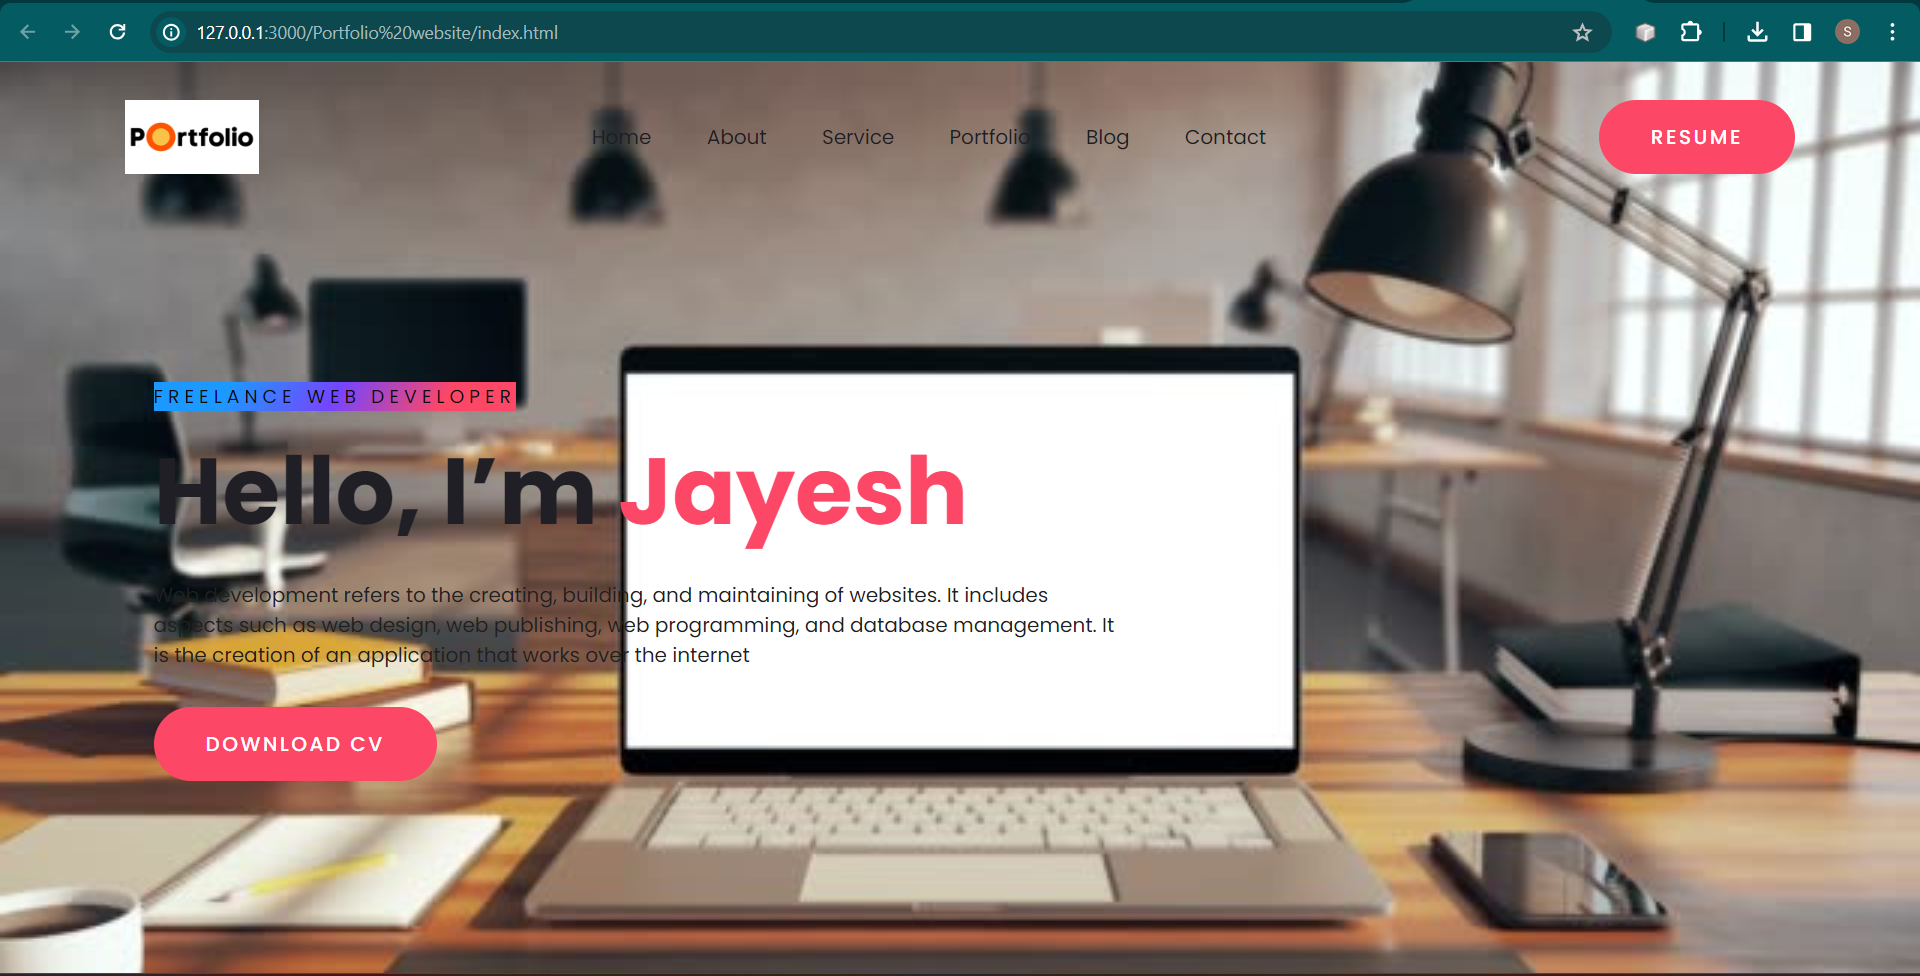 127.0.0.1:3000/Portfolio%20website/index.html
S
Portfolio
Home About Service Portfolio Blog Contact
RESUME
FREELANCE WEB DEVELOPER
Hello, I’m Jayesh
Web development refers to the creating, building, and maintaining of websites. It includes
aspects such as web design, web publishing, web programming, and database management. It
is the creation of an application that works over the internet
DOWNLOAD CV